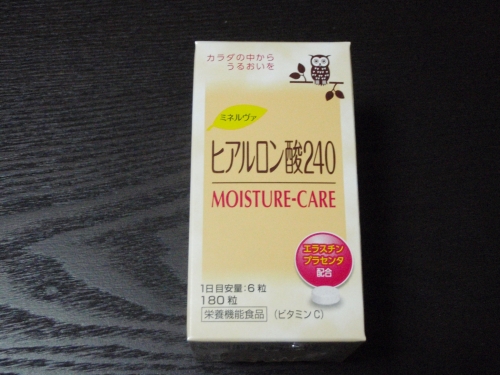 カラダの中から
うるおいを
ミネルヴァ
ヒアルロン酸240
MOISTURE-CARE
エラスチン
プラセンタ
配合
1日目安量:6粒
180粒
栄養機能食品 (ビタミンC)